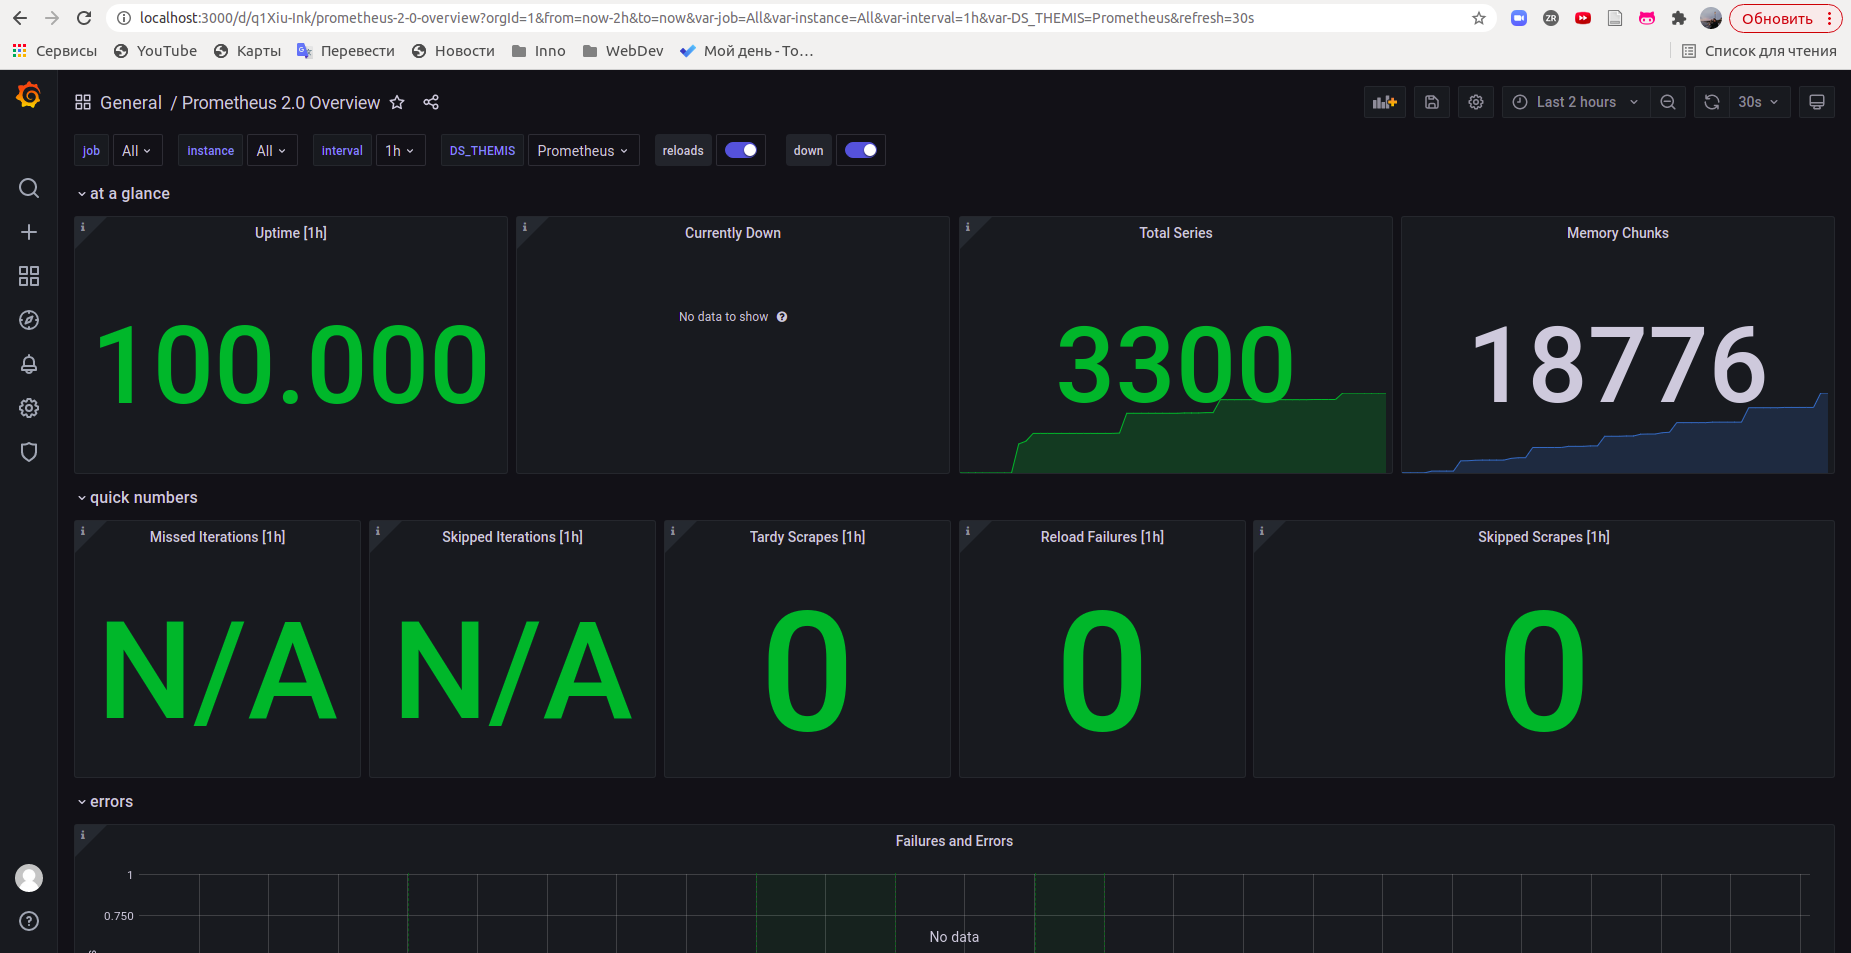 localhost:3000/d/q1Xiu-Ink/prometheus-2-0-overview?orgId=1&from=now-2h&to=now&var-job=All&var-instance=All&var-interval=1h&var-DS_THEMIS=Prometheus&refresh=30s ZR Обновить
Сервисы YouTube Карты Перевести Новости Inno WebDev Мой день - To… Список для чтения
General / Prometheus 2.0 Overview Last 2 hours 30s
job All instance All Interval 1h DS_THEMIS Prometheus reloads down
at a glance
Uptime [1h] Currently Down Total Series Memory Chunks
No data to show
100.000 3300 18776
quick numbers
Missed Iterations [1h] Skipped Iterations [1h] Tardy Scrapes [1h] Reload Failures [1h] Skipped Scrapes [1h]
N/A N/A 0 0 0
errors
Failures and Errors
1
0.750
No data